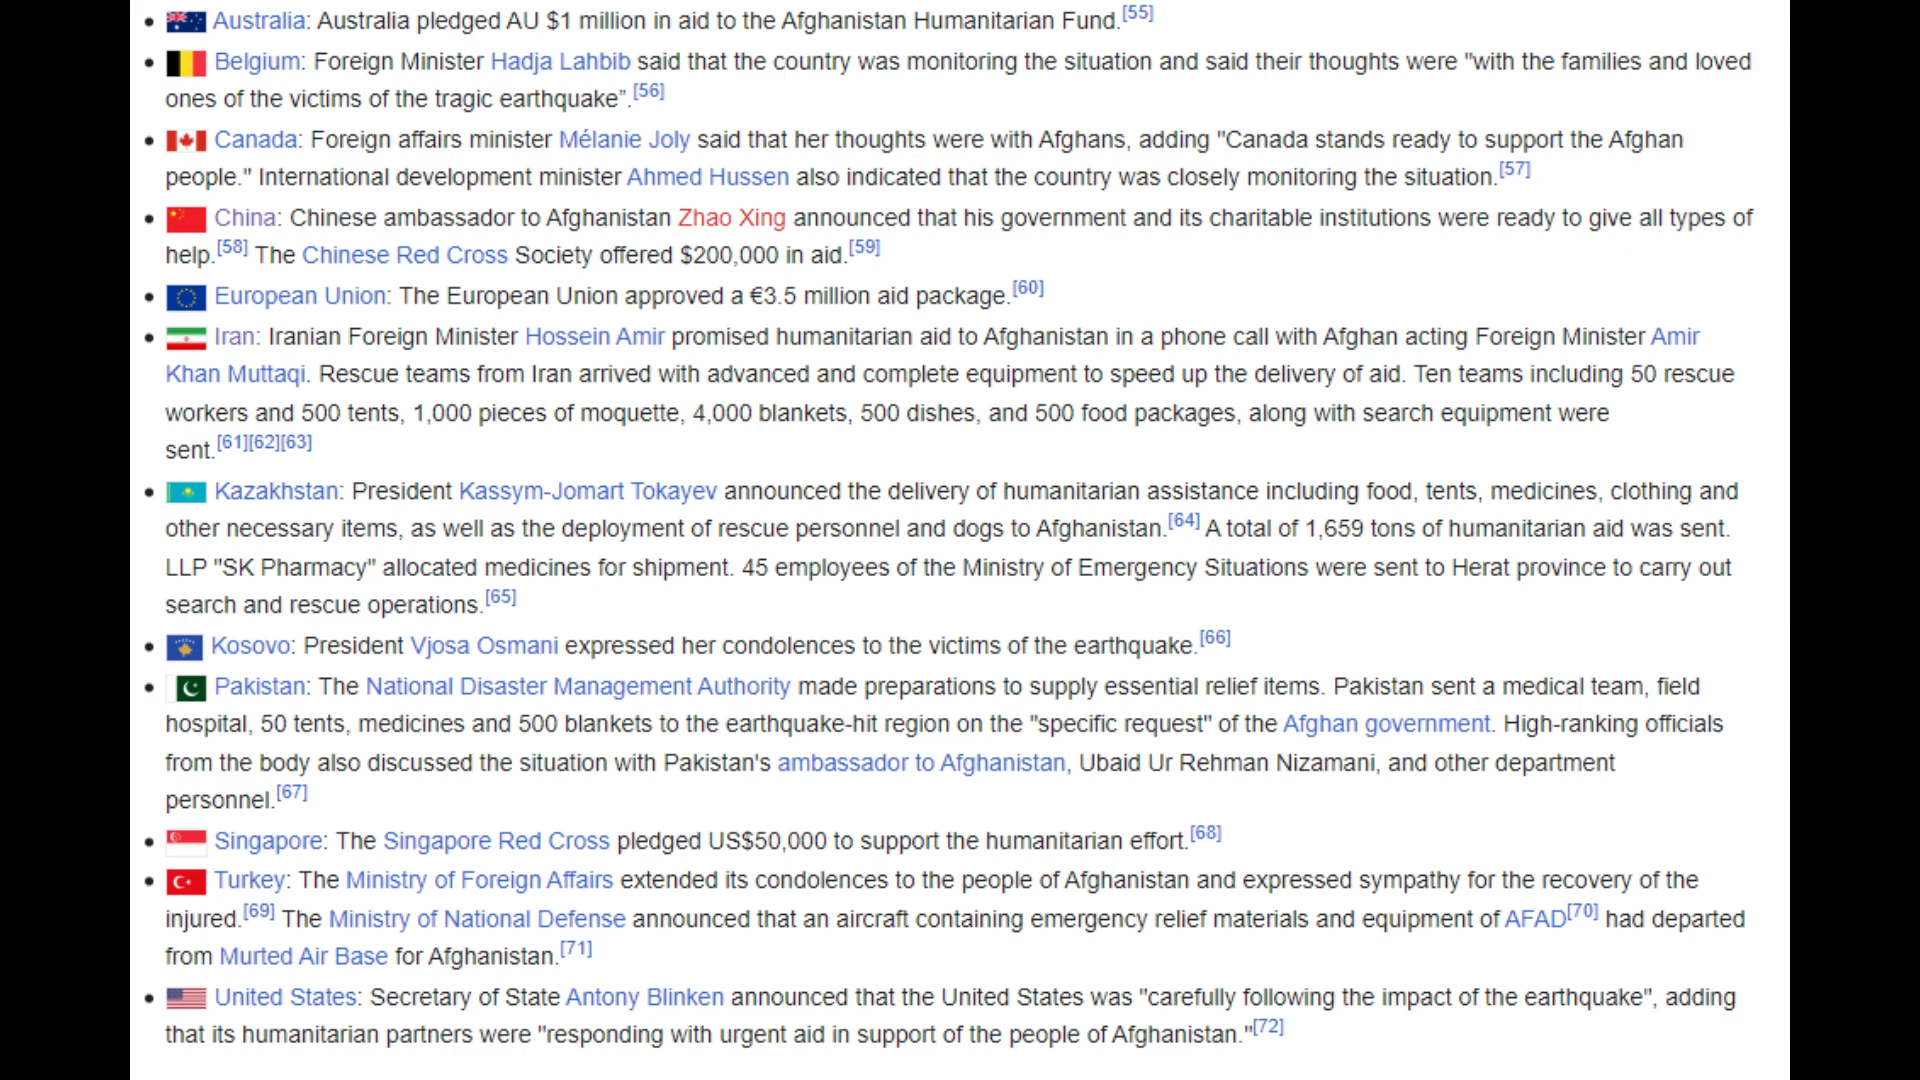 Australia: Australia pledged AU $1 million in aid to the Afghanistan Humanitarian Fund.[55]
Belgium: Foreign Minister Hadja Lahbib said that the country was monitoring the situation and said their thoughts were "with the families and loved
ones of the victims of the tragic earthquake”.[56]
Canada: Foreign affairs minister Mélanie Joly said that her thoughts were with Afghans, adding "Canada stands ready to support the Afghan
people." International development minister Ahmed Hussen also indicated that the country was closely monitoring the situation.[57]
China: Chinese ambassador to Afghanistan Zhao Xing announced that his government and its charitable institutions were ready to give all types of
help.[58] The Chinese Red Cross Society offered $200,000 in aid.[59]
European Union: The European Union approved a €3.5 million aid package.[60]
Iran: Iranian Foreign Minister Hossein Amir promised humanitarian aid to Afghanistan in a phone call with Afghan acting Foreign Minister Amir
Khan Muttaqi. Rescue teams from Iran arrived with advanced and complete equipment to speed up the delivery of aid. Ten teams including 50 rescue
workers and 500 tents, 1,000 pieces of moquette, 4,000 blankets, 500 dishes, and 500 food packages, along with search equipment were
sent.[61][62][63]
Kazakhstan: President Kassym-Jomart Tokayev announced the delivery of humanitarian assistance including food, tents, medicines, clothing and
other necessary items, as well as the deployment of rescue personnel and dogs to Afghanistan.[64] A total of 1,659 tons of humanitarian aid was sent.
LLP "SK Pharmacy" allocated medicines for shipment. 45 employees of the Ministry of Emergency Situations were sent to Herat province to carry out
search and rescue operations.[65]
Kosovo: President Vjosa Osmani expressed her condolences to the victims of the earthquake.[66]
Pakistan: The National Disaster Management Authority made preparations to supply essential relief items. Pakistan sent a medical team, field
hospital, 50 tents, medicines and 500 blankets to the earthquake-hit region on the "specific request" of the Afghan government. High-ranking officials
from the body also discussed the situation with Pakistan's ambassador to Afghanistan, Ubaid Ur Rehman Nizamani, and other department
personnel.[67]
Singapore: The Singapore Red Cross pledged US$50,000 to support the humanitarian effort.[68]
Turkey: The Ministry of Foreign Affairs extended its condolences to the people of Afghanistan and expressed sympathy for the recovery of the
injured.[69] The Ministry of National Defense announced that an aircraft containing emergency relief materials and equipment of AFAD[70] had departed
from Murted Air Base for Afghanistan.[71]
United States: Secretary of State Antony Blinken announced that the United States was "carefully following the impact of the earthquake", adding
that its humanitarian partners were "responding with urgent aid in support of the people of Afghanistan."[72]